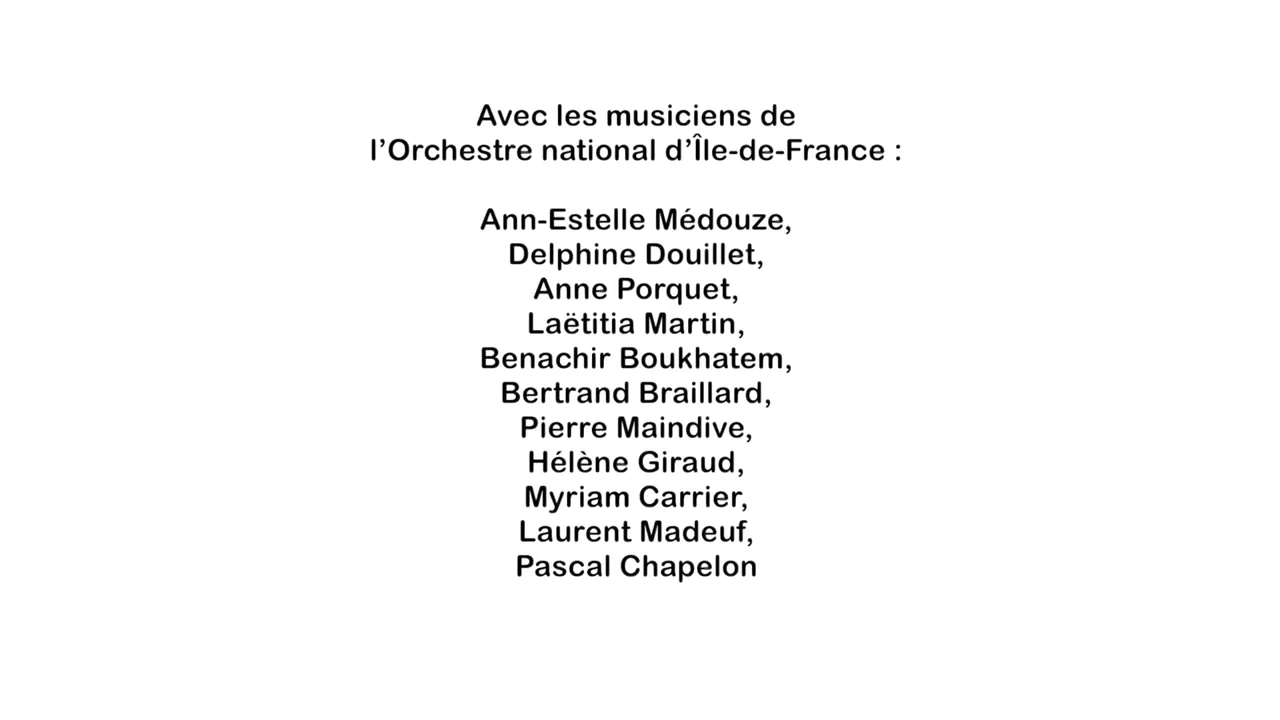 Avec les musiciens de
l’Orchestre national d’Île-de-France :
Ann-Estelle Médouze,
Delphine Douillet,
Anne Porquet,
Laëtitia Martin,
Benachir Boukhatem,
Bertrand Braillard,
Pierre Maindive,
Hélène Giraud,
Myriam Carrier,
Laurent Madeuf,
Pascal Chapelon